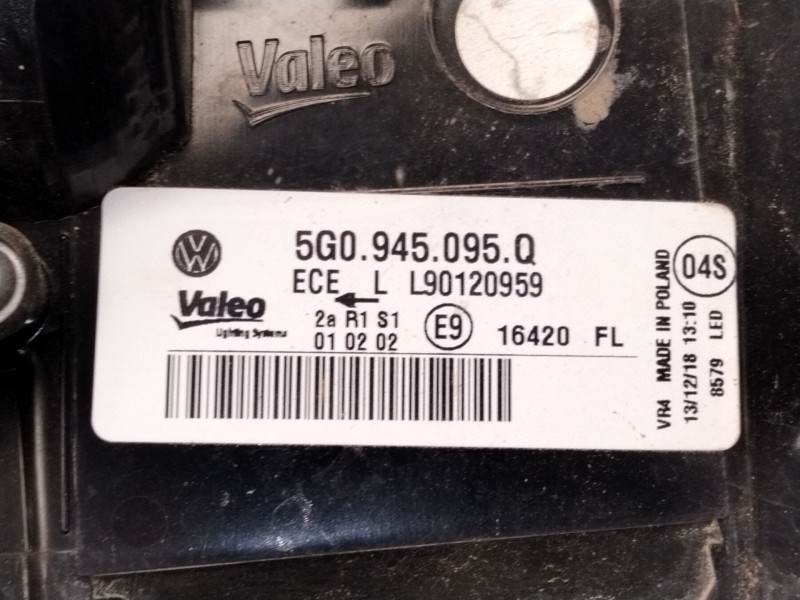 Valeo
5G0.945.095.Q
ECE L L90120959
Valeo
Lighting Systems
2a R1 S1
01 02 02
E9
16420 FL
04S
VR4 MADE IN POLAND
13/12/18 13:10
8579 LED